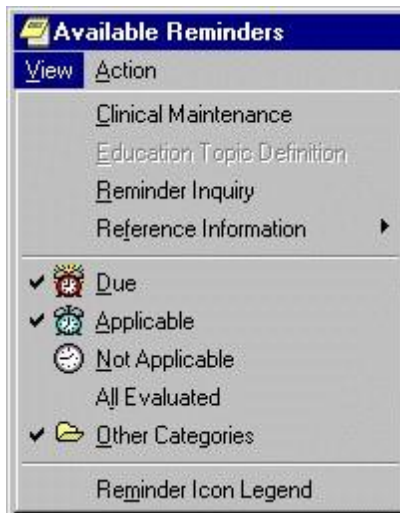 Available Reminders
View Action
Clinical Maintenance
Education Topic Definition
Reminder Inquiry
Reference Information
Due
Applicable
Not Applicable
All Evaluated
Other Categories
Reminder Icon Legend